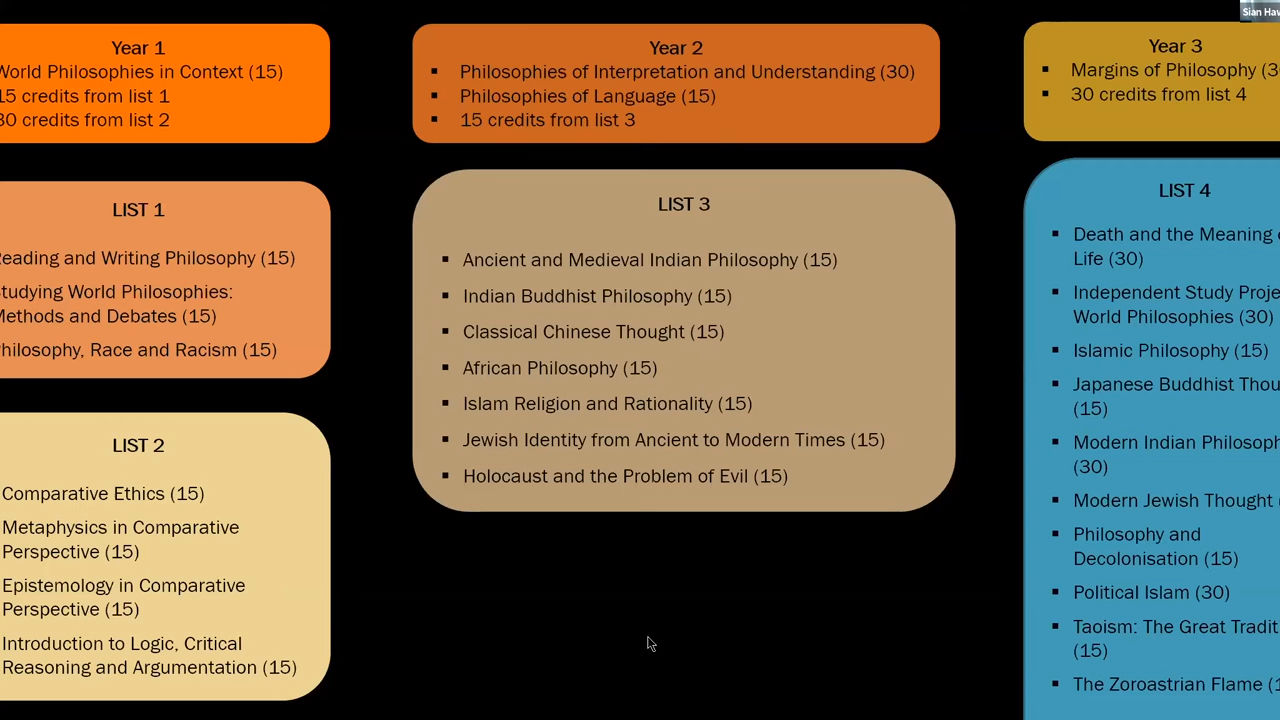 Sian Hav
Year 1
World Philosophies in Context (15)
15 credits from list 1
30 credits from list 2
LIST 1
Reading and Writing Philosophy (15)
Studying World Philosophies:
Methods and Debates (15)
Philosophy, Race and Racism (15)
LIST 2
Comparative Ethics (15)
Metaphysics in Comparative
Perspective (15)
Epistemology in Comparative
Perspective (15)
Introduction to Logic, Critical
Reasoning and Argumentation (15)
Year 2
▪ Philosophies of Interpretation and Understanding (30)
▪ Philosophies of Language (15)
▪ 15 credits from list 3
LIST 3
▪ Ancient and Medieval Indian Philosophy (15)
▪ Indian Buddhist Philosophy (15)
▪ Classical Chinese Thought (15)
▪ African Philosophy (15)
▪ Islam Religion and Rationality (15)
▪ Jewish Identity from Ancient to Modern Times (15)
▪ Holocaust and the Problem of Evil (15)
Year 3
▪ Margins of Philosophy (3
▪ 30 credits from list 4
LIST 4
▪ Death and the Meaning
Life (30)
▪ Independent Study Proje
World Philosophies (30)
▪ Islamic Philosophy (15)
▪ Japanese Buddhist Thou
(15)
▪ Modern Indian Philosoph
(30)
▪ Modern Jewish Thought
▪ Philosophy and
Decolonisation (15)
▪ Political Islam (30)
▪ Taoism: The Great Tradit
(15)
▪ The Zoroastrian Flame (1